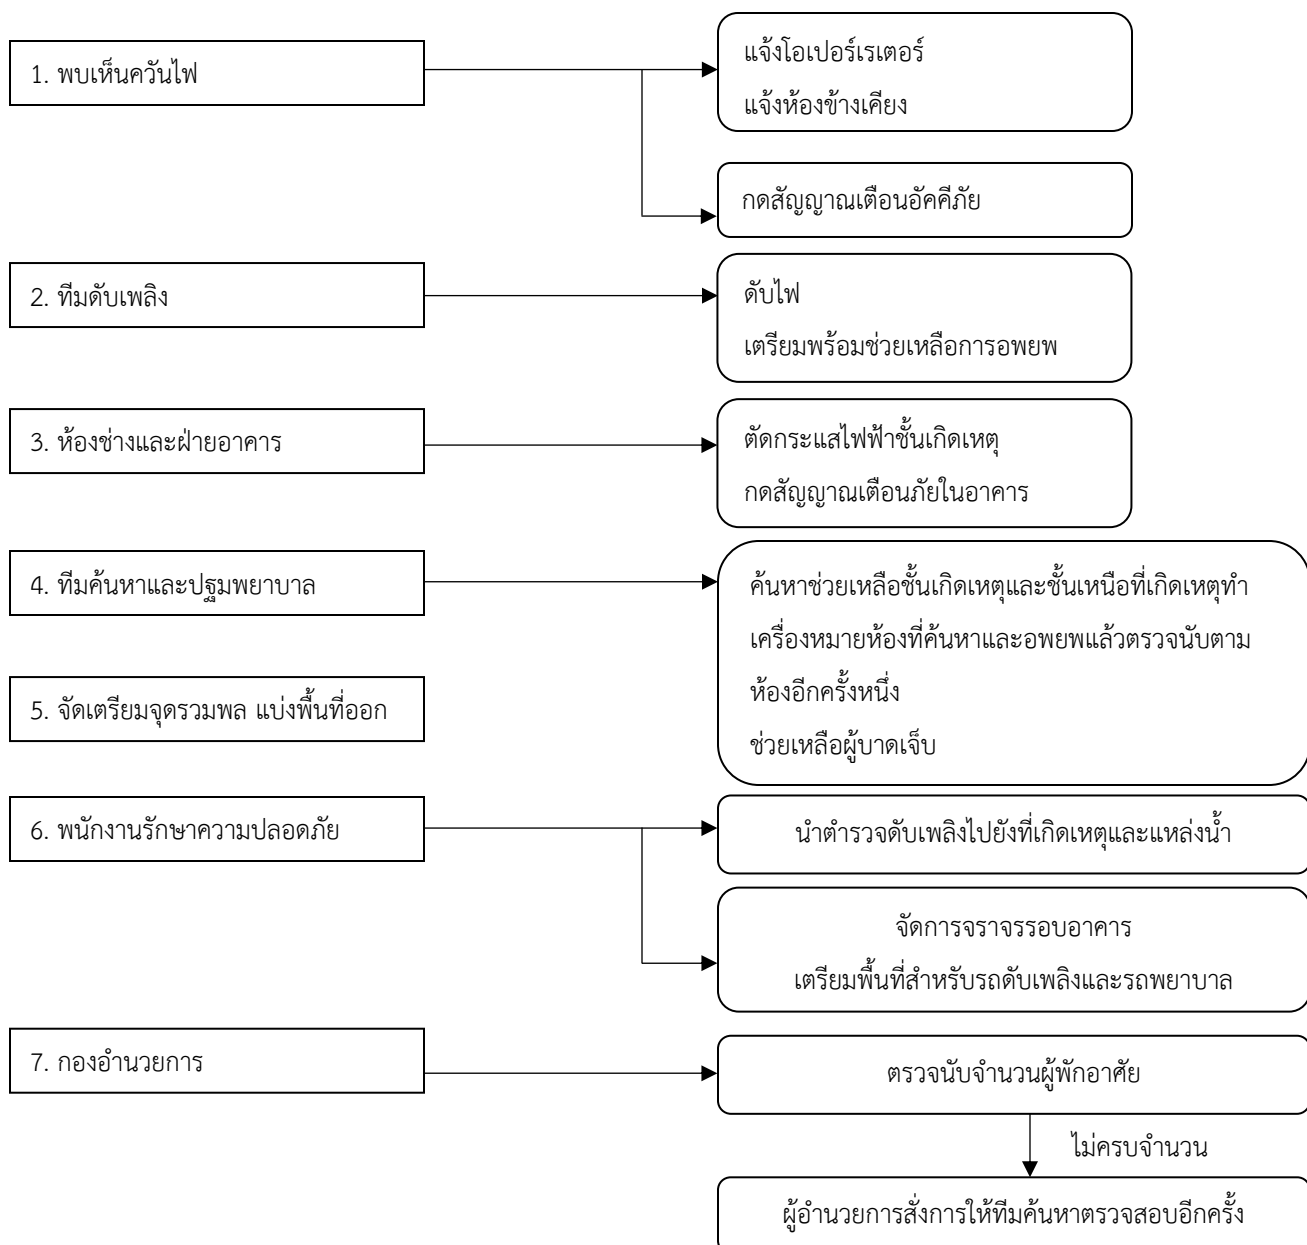 1. พบเห็นควันไฟ
แจ้งโอเปอร์เรเตอร์
แจ้งห้องข้างเคียง
กดสัญญาณเตือนอัคคีภัย
2. ทีมดับเพลิง
ดับไฟ
เตรียมพร้อมช่วยเหลือการอพยพ
3. ห้องช่างและฝ่ายอาคาร
ตัดกระแสไฟฟ้าชั้นเกิดเหตุ
กดสัญญาณเตือนภัยในอาคาร
4. ทีมค้นหาและปฐมพยาบาล
ค้นหาช่วยเหลือชั้นเกิดเหตุและชั้นเหนือที่เกิดเหตุทำ
เครื่องหมายห้องที่ค้นหาและอพยพแล้วตรวจนับตาม
ห้องอีกครั้งหนึ่ง
ช่วยเหลือผู้บาดเจ็บ
5. จัดเตรียมจุดรวมพล แบ่งพื้นที่ออก
6. พนักงานรักษาความปลอดภัย
นำตำรวจดับเพลิงไปยังที่เกิดเหตุและแหล่งน้ำ
จัดการจราจรรอบอาคาร
เตรียมพื้นที่สำหรับรถดับเพลิงและรถพยาบาล
7. กองอำนวยการ
ตรวจนับจำนวนผู้พักอาศัย
ไม่ครบจำนวน
ผู้อำนวยการสั่งการให้ทีมค้นหาตรวจสอบอีกครั้ง